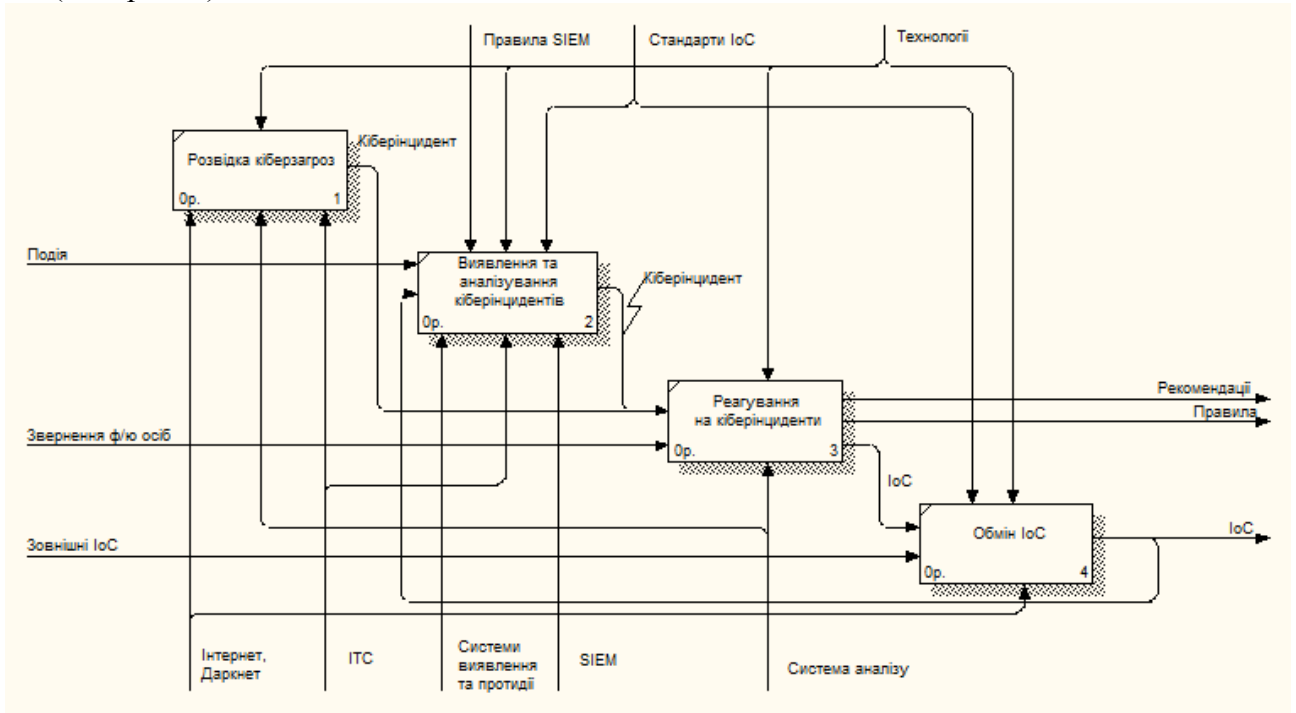 Правила SIEM
Стандарти IoC
Технології
Кіберінцидент
Розвідка кіберзагроз
0р.
1
Подія
Виявлення та
аналізування
кіберінцидентів
0р.
2
Кіберінцидент
Рекомендації
Правила
Реагування
на кіберінциденти
0р.
3
Звернення ф/ю осіб
IoC
Зовнішні IoC
Обмін IoC
0р.
4
IoC
Інтернет,
Даркнет
ІТС
Системи
виявлення
та протидії
SIEM
Система аналізу